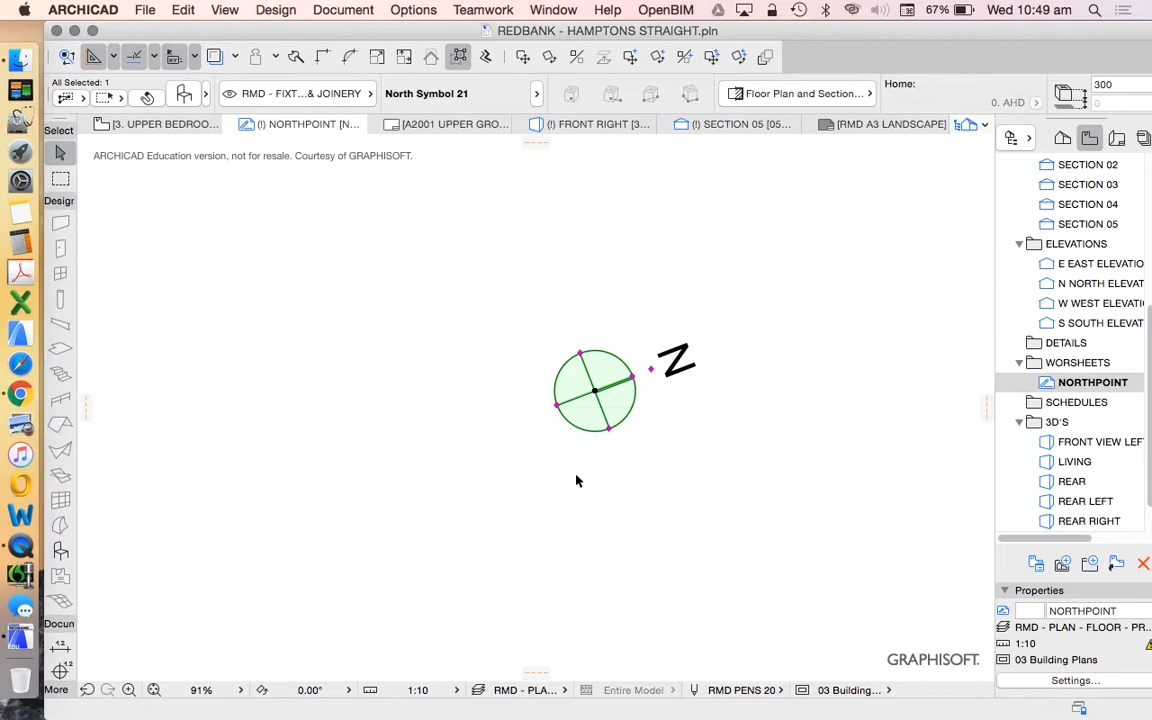 ARCHICAD File Edit View Design Document Options Teamwork Window Help OpenBIM 67% Wed 10:49 am
REDBANK - HAMPTONS STRAIGHT.pln
All Selected: 1
RMD - FIXT...& JOINERY
North Symbol 21
Floor Plan and Section...
Home:
0. AHD
300
0
[3. UPPER BEDROO... (!) NORTHPOINT [N... [A2001 UPPER GRO... (!) FRONT RIGHT [3... (!) SECTION 05 [05... [RMD A3 LANDSCAPE]
Select
Design
Docun
More
ARCHICAD Education version, not for resale. Courtesy of GRAPHISOFT.
N
GRAPHISOFT.
SECTION 02
SECTION 03
SECTION 04
SECTION 05
ELEVATIONS
E EAST ELEVATIO
N NORTH ELEVAT
W WEST ELEVATI
S SOUTH ELEVAT
DETAILS
WORSHEETS
NORTHPOINT
SCHEDULES
3D'S
FRONT VIEW LEF
LIVING
REAR
REAR LEFT
REAR RIGHT
Properties
NORTHPOINT
RMD - PLAN - FLOOR - PR...
1:10
03 Building Plans
Settings...
91% 0.00° 1:10 RMD - PLA... Entire Model RMD PENS 20 03 Building...